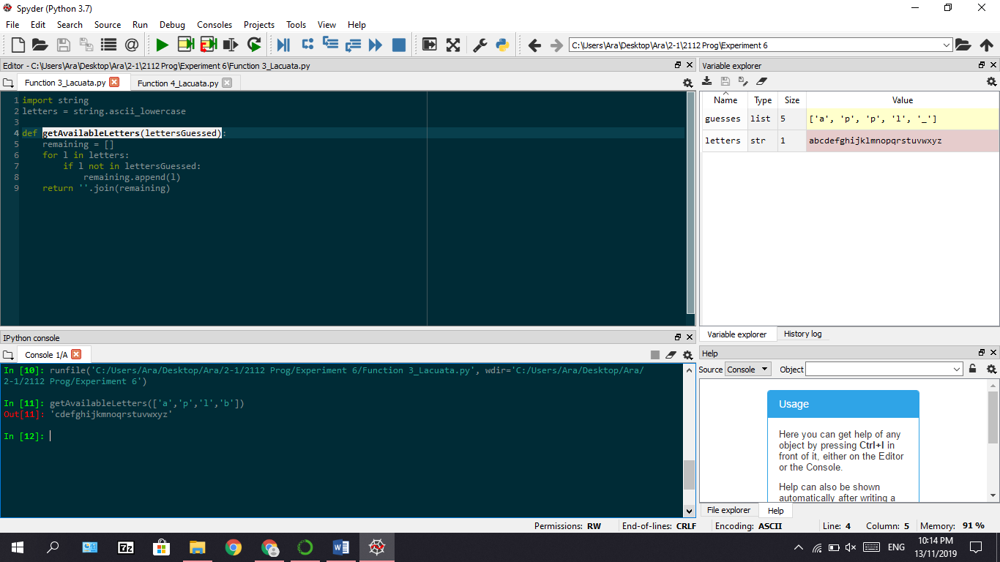 Spyder (Python 3.7)
File Edit Search Source Run Debug Consoles Projects Tools View Help
C:\Users\Ara\Desktop\Ara\2-1\2112 Prog\Experiment 6
Editor - C:\Users\Ara\Desktop\Ara\2-1\2112 Prog\Experiment 6\Function 3_Lacuata.py
Function 3_Lacuata.py Function 4_Lacuata.py
1 import string
2 letters = string.ascii_lowercase
3
4 def getAvailableLetters(lettersGuessed):
5     remaining = []
6     for l in letters:
7         if l not in lettersGuessed:
8             remaining.append(l)
9     return ''.join(remaining)
Variable explorer
Name Type Size Value
guesses list 5 ['a', 'p', 'p', 'l', '_']
letters str 1 abcdefghijklmnopqrstuvwxyz
Variable explorer History log
IPython console
Console 1/A
In [10]: runfile('C:/Users/Ara/Desktop/Ara/2-1/2112 Prog/Experiment 6/Function 3_Lacuata.py', wdir='C:/Users/Ara/Desktop/Ara/
2-1/2112 Prog/Experiment 6')
In [11]: getAvailableLetters(['a','p','l','b'])
Out[11]: 'cdefghijkmnoqrstuvwxyz'
In [12]:
Help
Source Console Object
Usage
Here you can get help of any
object by pressing Ctrl+I in
front of it, either on the Editor
or the Console.
Help can also be shown
automatically after writing a
File explorer Help
Permissions: RW End-of-lines: CRLF Encoding: ASCII Line: 4 Column: 5 Memory: 91 %
7z
W
ENG
10:14 PM
13/11/2019